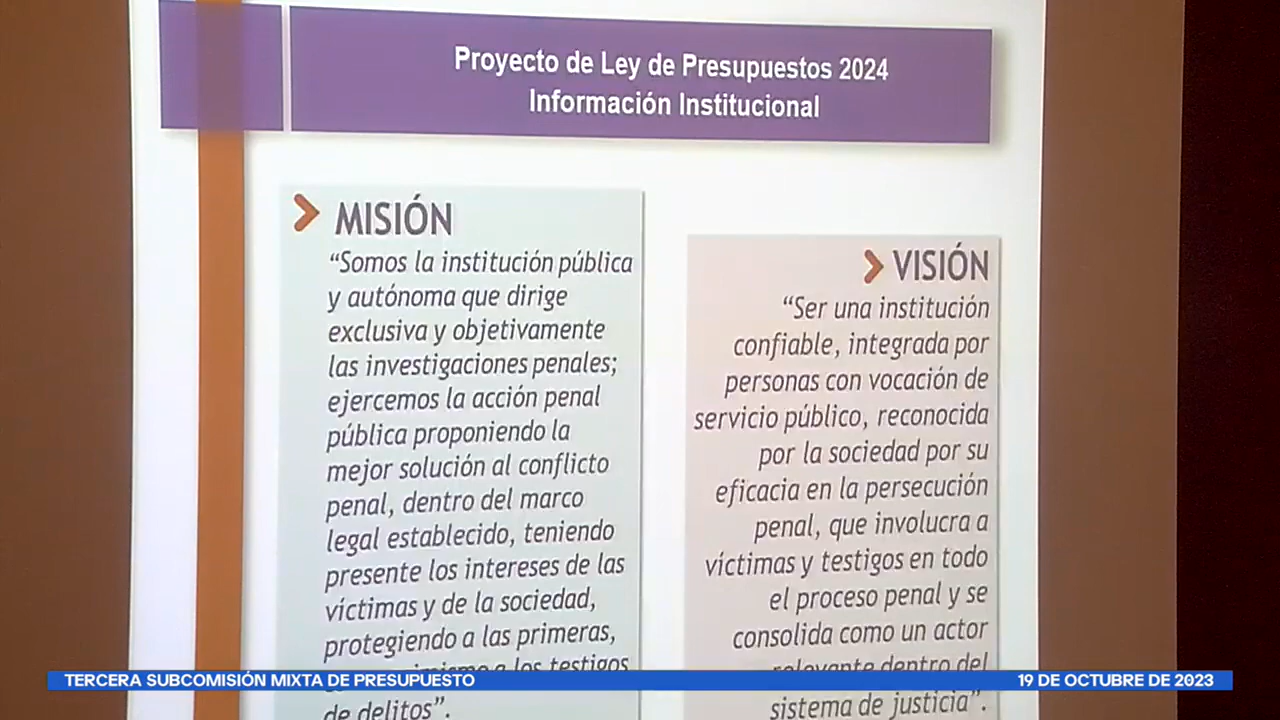 Proyecto de Ley de Presupuestos 2024
Información Institucional
MISIÓN
“Somos la institución pública
y autónoma que dirige
exclusiva y objetivamente
las investigaciones penales;
ejercemos la acción penal
pública proponiendo la
mejor solución al conflicto
penal, dentro del marco
legal establecido, teniendo
presente los intereses de las
víctimas y de la sociedad,
protegiendo a las primeras,
a los testigos
de delitos”.
VISIÓN
“Ser una institución
confiable, integrada por
personas con vocación de
servicio público, reconocida
por la sociedad por su
eficacia en la persecución
penal, que involucra a
víctimas y testigos en todo
el proceso penal y se
consolida como un actor
relevante dentro del
sistema de justicia”.
TERCERA SUBCOMISIÓN MIXTA DE PRESUPUESTO
19 DE OCTUBRE DE 2023